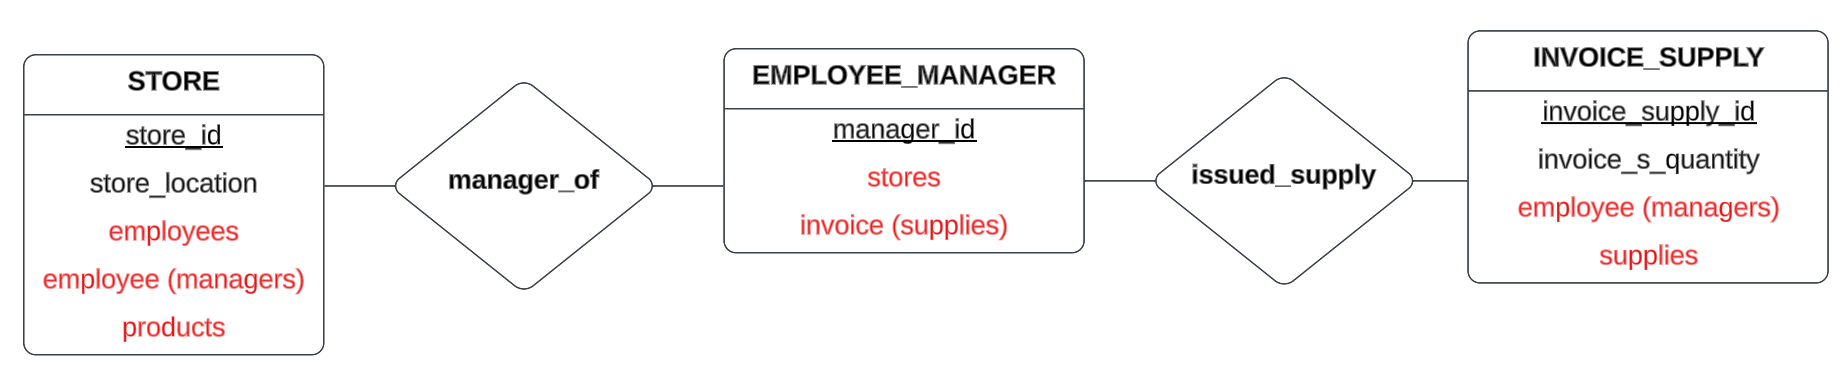 STORE
store_id
store_location
employees
employee (managers)
products
manager_of
EMPLOYEE_MANAGER
manager_id
stores
invoice (supplies)
issued_supply
INVOICE_SUPPLY
invoice_supply_id
invoice_s_quantity
employee (managers)
supplies